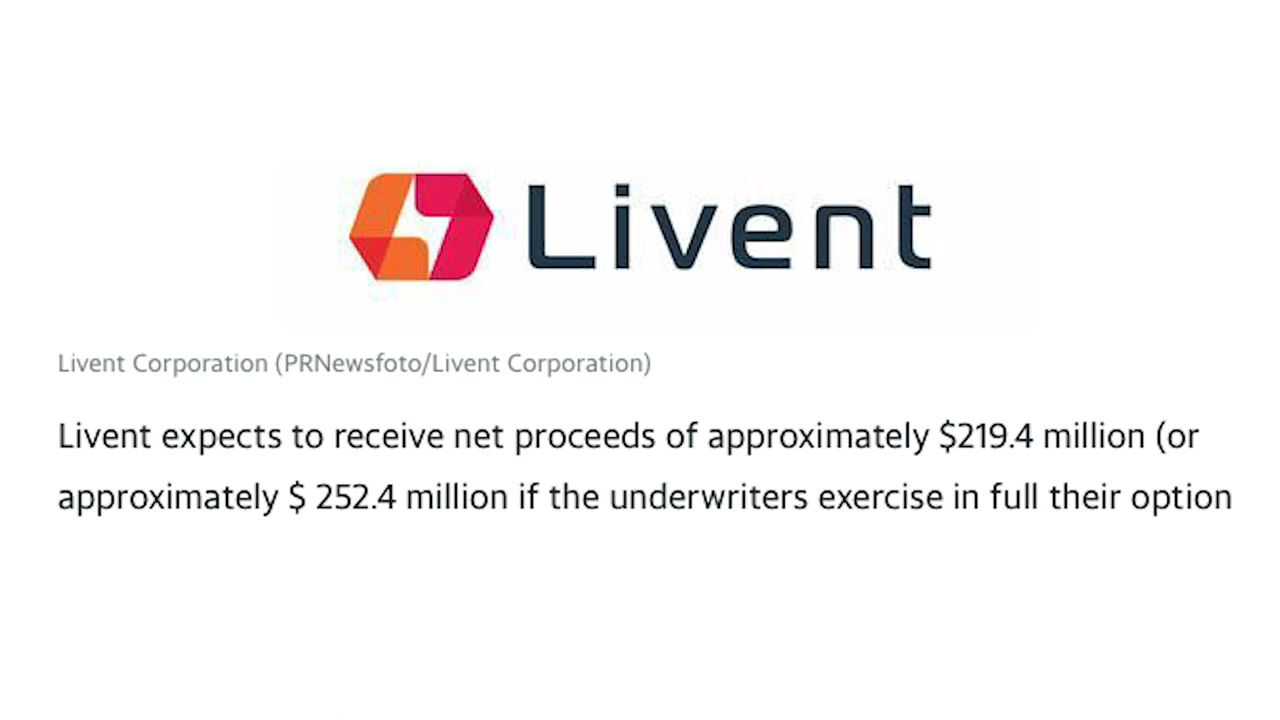 Livent
Livent Corporation (PRNewsfoto/Livent Corporation)
Livent expects to receive net proceeds of approximately $219.4 million (or
approximately $ 252.4 million if the underwriters exercise in full their option